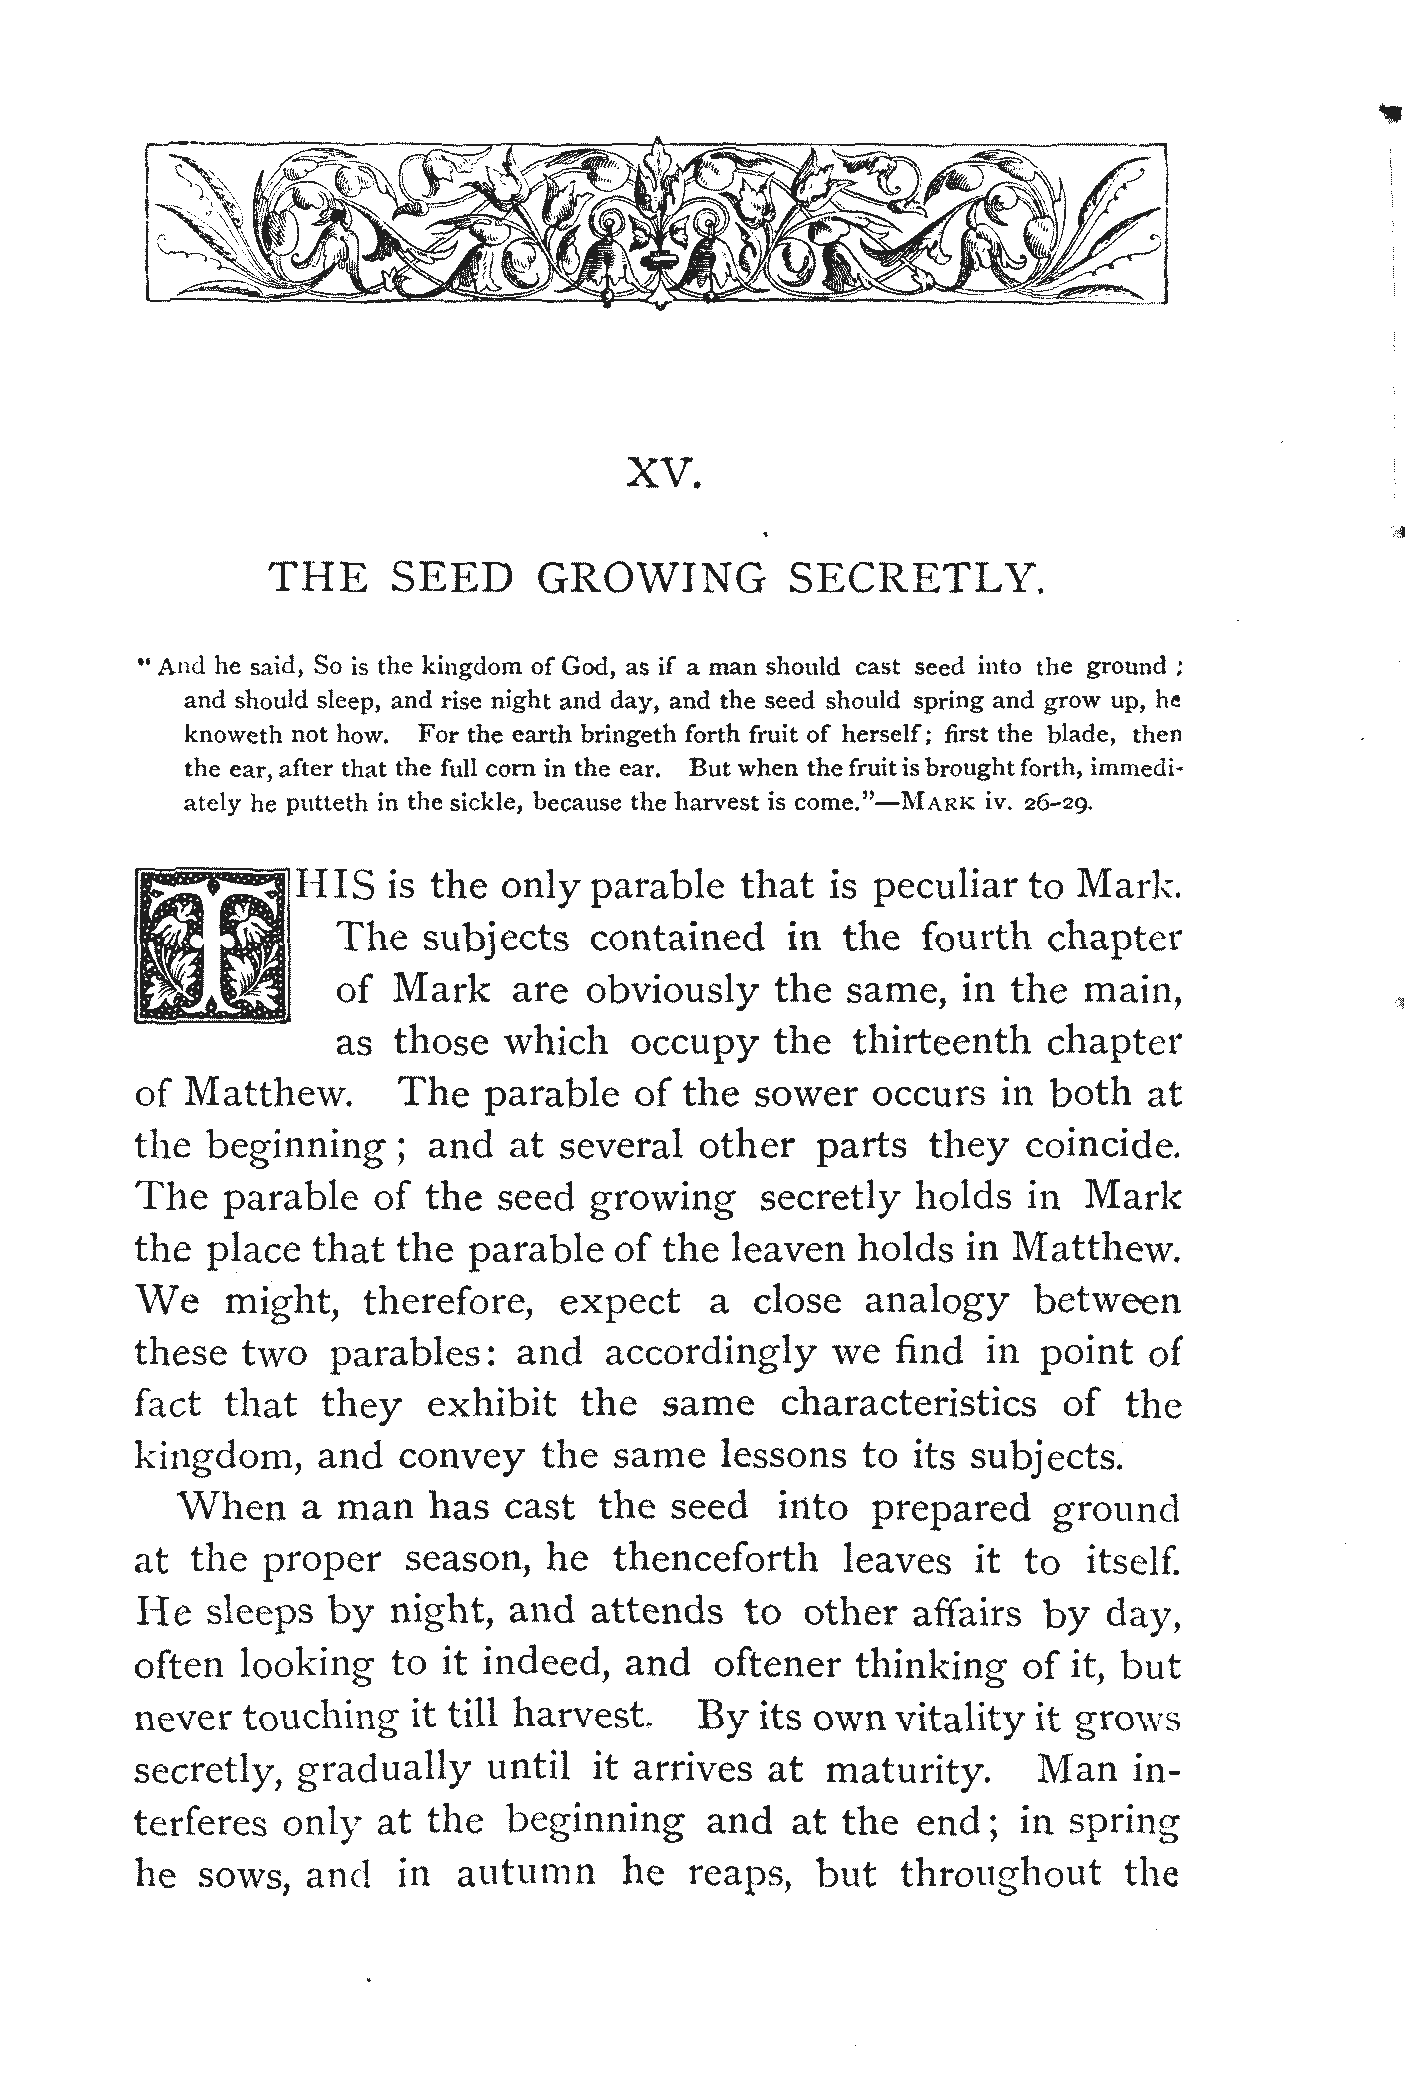 XV.
THE SEED GROWING SECRETLY.
"And he said, So is the kingdom of God, as if a man should cast seed into the ground;
and should sleep, and rise night and day, and the seed should spring and grow up, he
knoweth not how. For the earth bringeth forth fruit of herself; first the blade, then
the ear, after that the full corn in the ear. But when the fruit is brought forth, immedi-
ately he putteth in the sickle, because the harvest is come."—MARK iv. 26-29.
THIS is the only parable that is peculiar to Mark.
The subjects contained in the fourth chapter
of Mark are obviously the same, in the main,
as those which occupy the thirteenth chapter
of Matthew. The parable of the sower occurs in both at
the beginning; and at several other parts they coincide.
The parable of the seed growing secretly holds in Mark
the place that the parable of the leaven holds in Matthew.
We might, therefore, expect a close analogy between
these two parables: and accordingly we find in point of
fact that they exhibit the same characteristics of the
kingdom, and convey the same lessons to its subjects.
When a man has cast the seed into prepared ground
at the proper season, he thenceforth leaves it to itself.
He sleeps by night, and attends to other affairs by day,
often looking to it indeed, and oftener thinking of it, but
never touching it till harvest. By its own vitality it grows
secretly, gradually until it arrives at maturity. Man in-
terferes only at the beginning and at the end; in spring
he sows, and in autumn he reaps, but throughout the